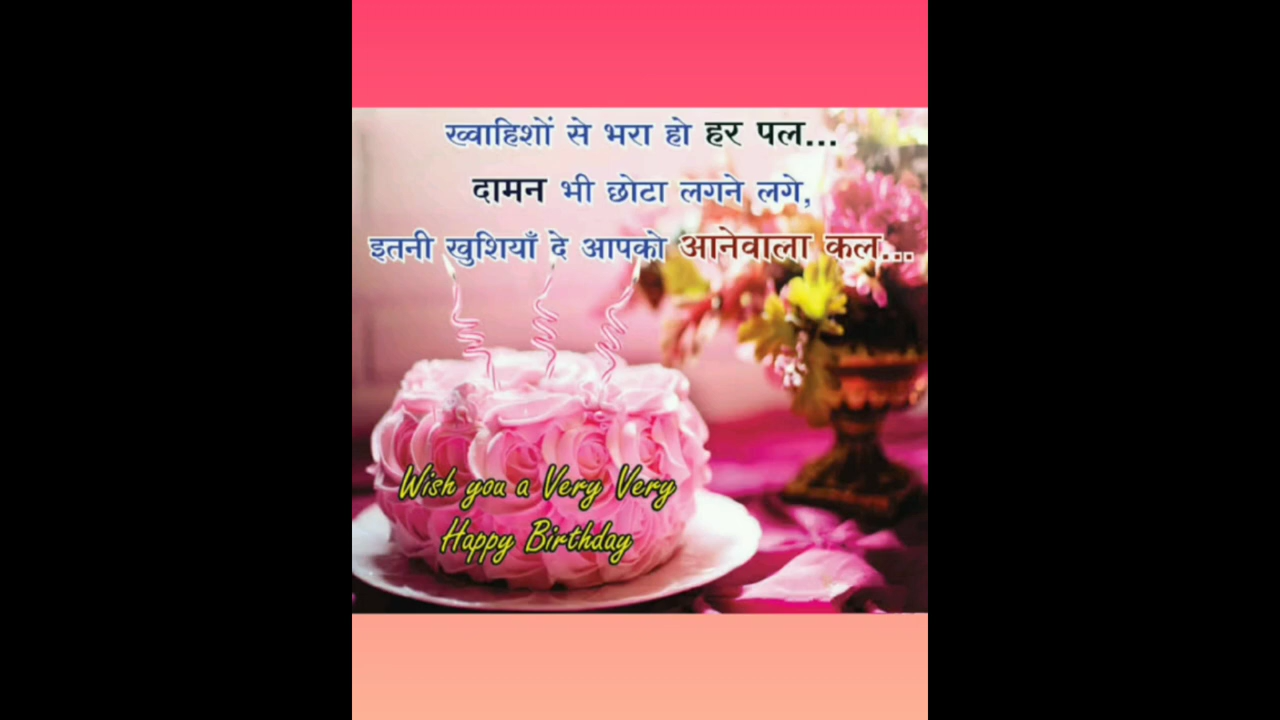 ख्वाहिशों से भरा हो हर पल...
दामन भी छोटा लगने लगे,
इतनी खुशियाँ दे आपको आनेवाला कल...
Wish you a Very Very
Happy Birthday